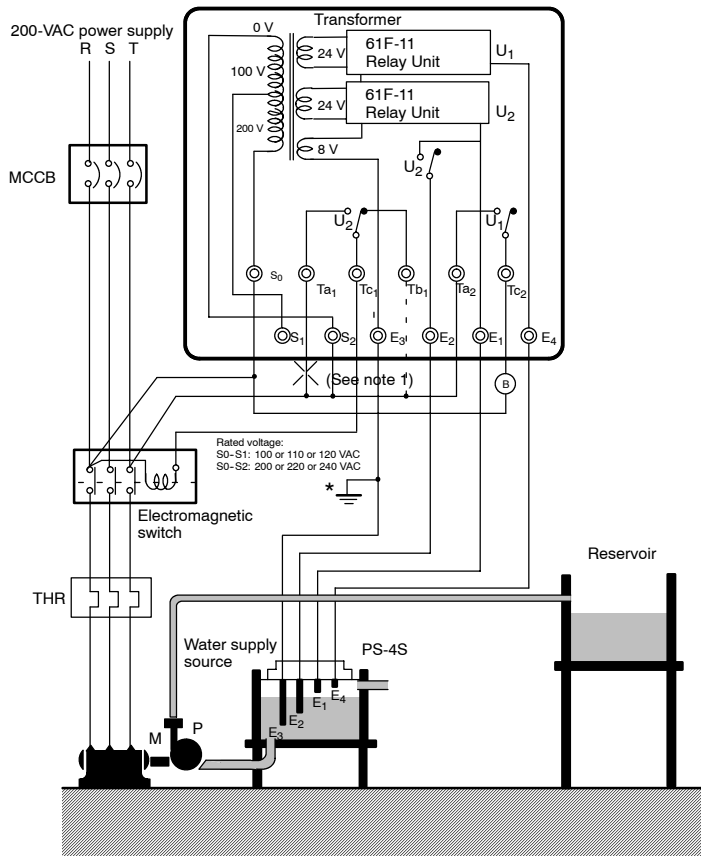 200-VAC power supply
R S T
MCCB
Transformer
0 V
100 V
200 V
24 V
24 V
8 V
61F-11
Relay Unit
U1
61F-11
Relay Unit
U2
U2
U2
U1
S0
Ta1
Tc1
Tb1
Ta2
Tc2
S1
S2
E3
E2
E1
E4
(See note 1)
B
Rated voltage:
S0-S1: 100 or 110 or 120 VAC
S0-S2: 200 or 220 or 240 VAC
*
Electromagnetic
switch
THR
Reservoir
Water supply
source
PS-4S
E1
E4
E2
E3
M
P